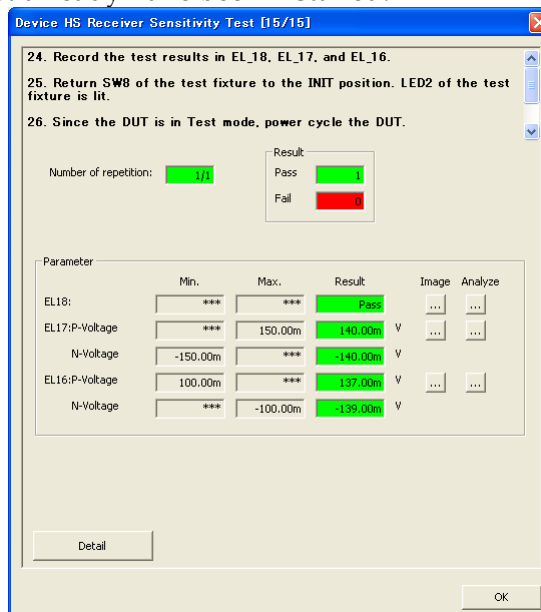 Device HS Receiver Sensitivity Test [15/15]
24. Record the test results in EL_18, EL_17, and EL_16.
25. Return SW8 of the test fixture to the INIT position. LED2 of the test
fixture is lit.
26. Since the DUT is in Test mode, power cycle the DUT.
Result
Number of repetition: 1/1 Pass 1
Fail 0
Parameter
Min. Max. Result Image Analyze
EL18: *** *** Pass ... ...
EL17:P-Voltage *** 150.00m 140.00m V ... ...
N-Voltage -150.00m *** -140.00m V
EL16:P-Voltage 100.00m *** 137.00m V ... ...
N-Voltage *** -100.00m -139.00m V
Detail
OK